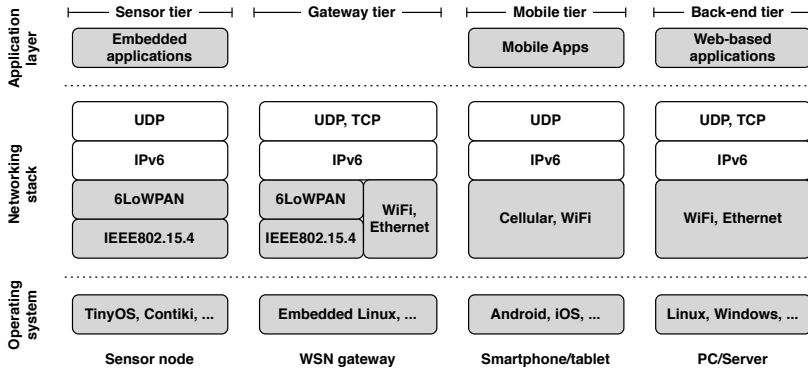 Sensor tier
Gateway tier
Mobile tier
Back-end tier
Application
layer
Embedded
applications
Mobile Apps
Web-based
applications
Networking
stack
UDP
UDP, TCP
UDP
UDP, TCP
IPv6
IPv6
IPv6
IPv6
6LoWPAN
IEEE802.15.4
6LoWPAN
IEEE802.15.4
WiFi,
Ethernet
Cellular, WiFi
WiFi, Ethernet
Operating
system
TinyOS, Contiki, ...
Embedded Linux, ...
Android, iOS, ...
Linux, Windows, ...
Sensor node
WSN gateway
Smartphone/tablet
PC/Server